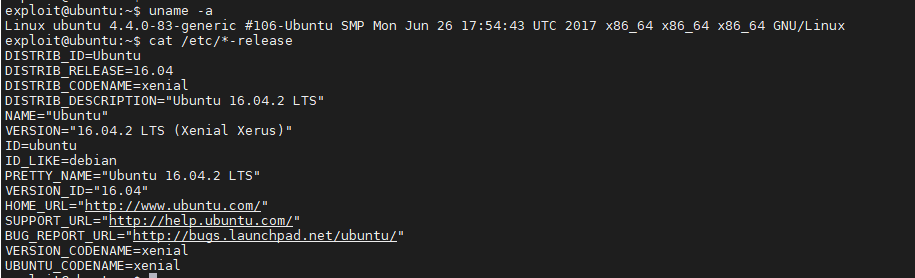 exploit@ubuntu:~$ uname -a
Linux ubuntu 4.4.0-83-generic #106-Ubuntu SMP Mon Jun 26 17:54:43 UTC 2017 x86_64 x86_64 x86_64 GNU/Linux
exploit@ubuntu:~$ cat /etc/*-release
DISTRIB_ID=Ubuntu
DISTRIB_RELEASE=16.04
DISTRIB_CODENAME=xenial
DISTRIB_DESCRIPTION="Ubuntu 16.04.2 LTS"
NAME="Ubuntu"
VERSION="16.04.2 LTS (Xenial Xerus)"
ID=ubuntu
ID_LIKE=debian
PRETTY_NAME="Ubuntu 16.04.2 LTS"
VERSION_ID="16.04"
HOME_URL="http://www.ubuntu.com/"
SUPPORT_URL="http://help.ubuntu.com/"
BUG_REPORT_URL="http://bugs.launchpad.net/ubuntu/"
VERSION_CODENAME=xenial
UBUNTU_CODENAME=xenial